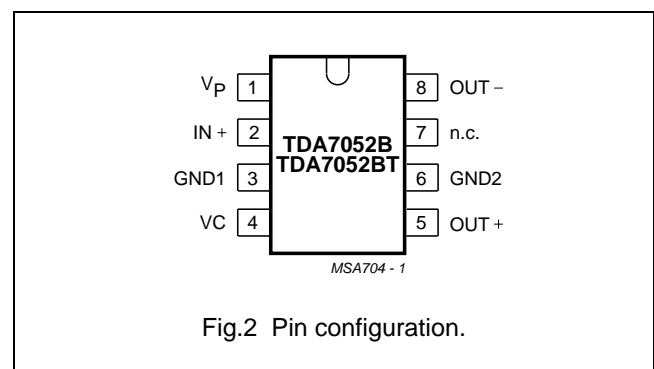 VP 1 8 OUT −
IN + 2 7 n.c.
TDA7052B
TDA7052BT
GND1 3 6 GND2
VC 4 5 OUT +
MSA704 - 1
Fig.2 Pin configuration.